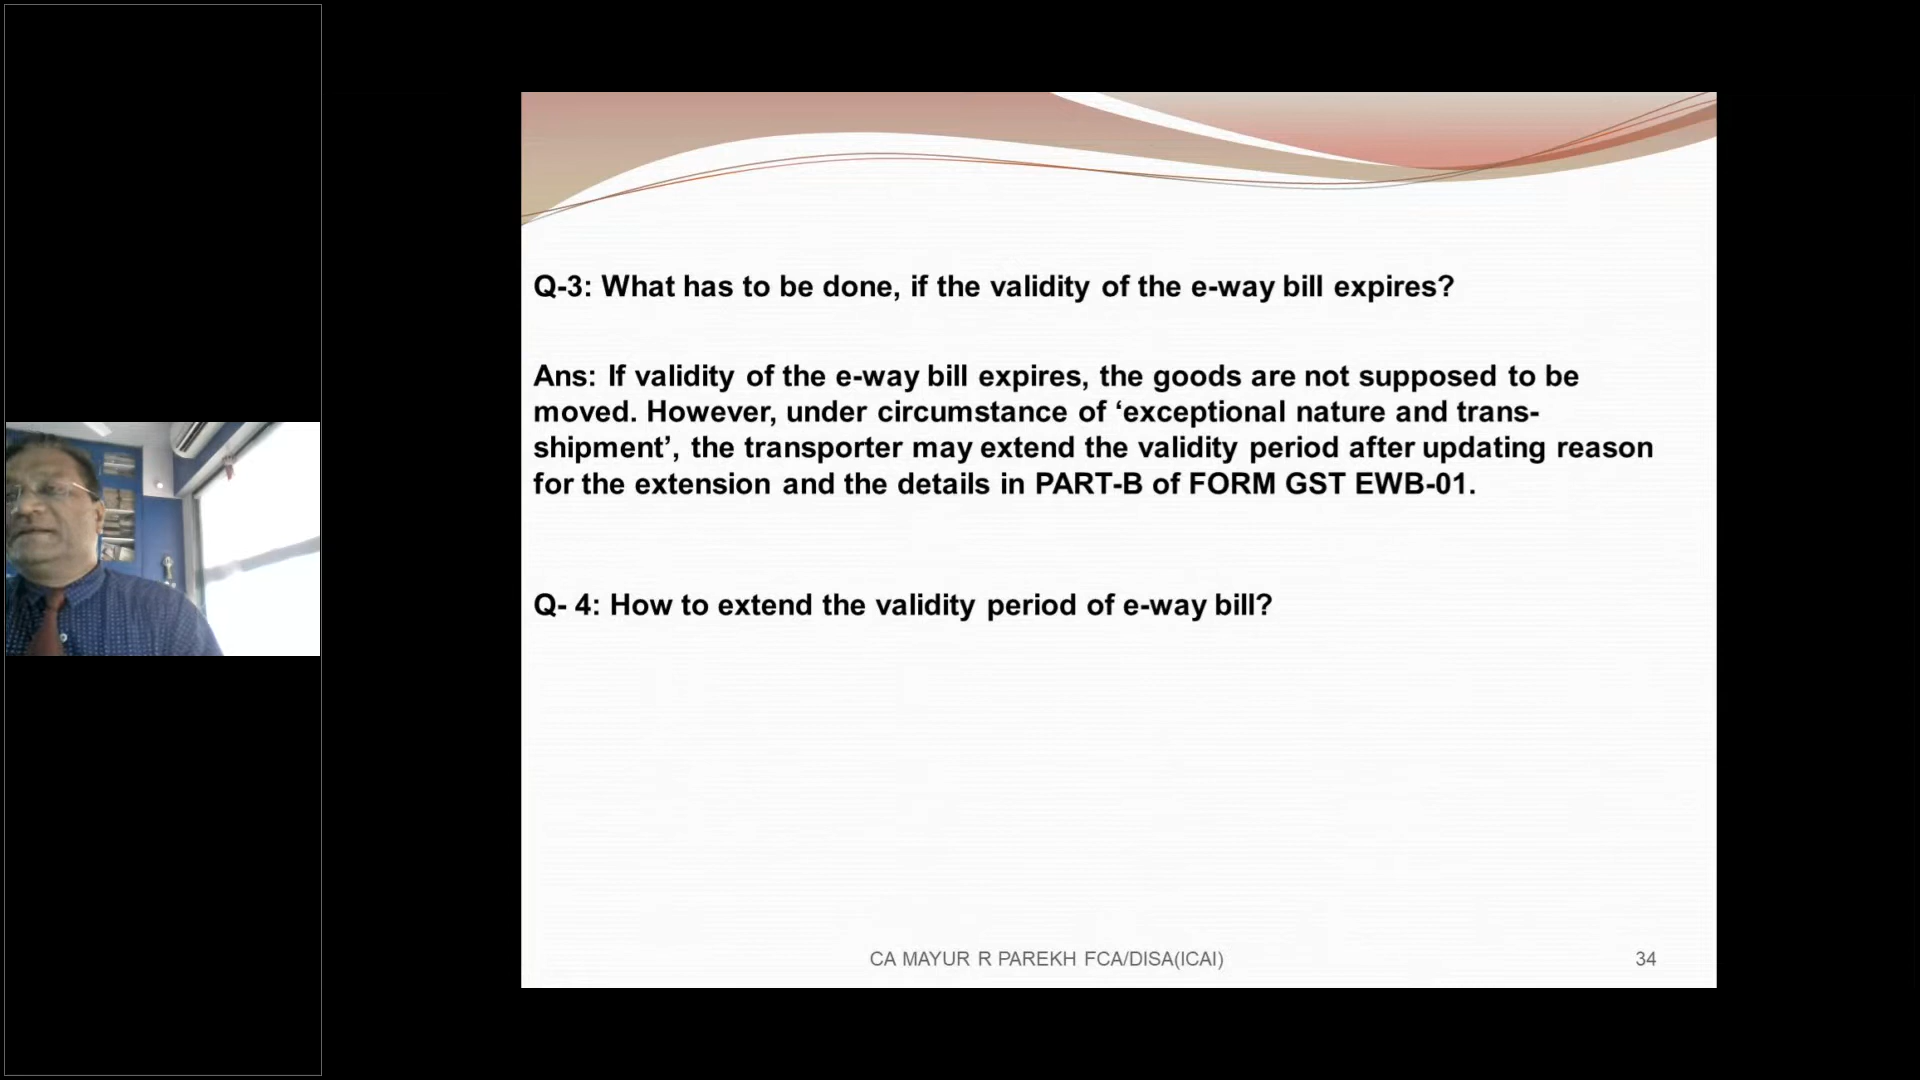 Q-3: What has to be done, if the validity of the e-way bill expires?
Ans: If validity of the e-way bill expires, the goods are not supposed to be
moved. However, under circumstance of ‘exceptional nature and trans-
shipment’, the transporter may extend the validity period after updating reason
for the extension and the details in PART-B of FORM GST EWB-01.
Q- 4: How to extend the validity period of e-way bill?
CA MAYUR R PAREKH FCA/DISA(ICAI)
34